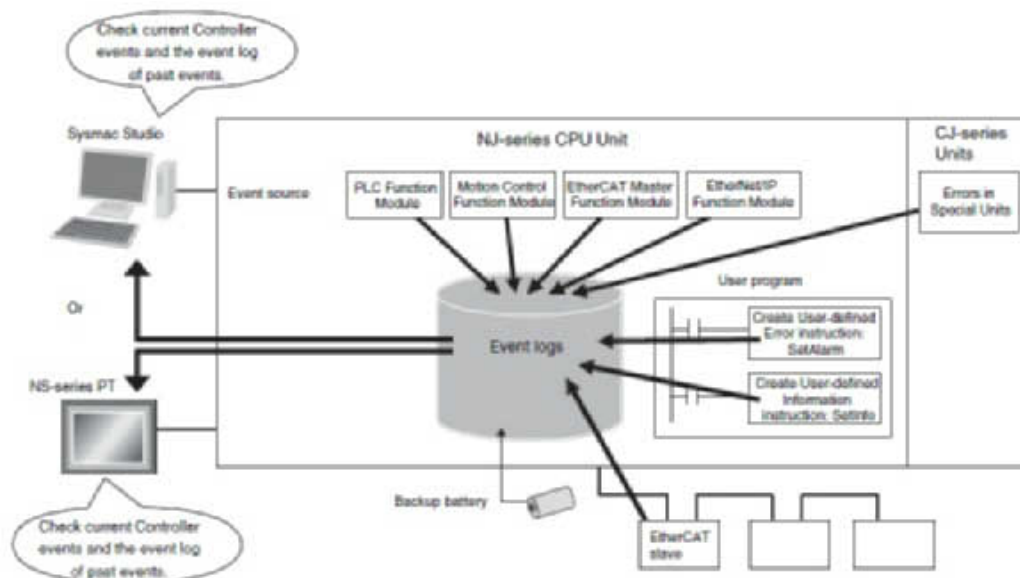 Check current Controller
events and the event log
of past events.
Sysmac Studio
NJ-series CPU Unit
CJ-series
Units
Event source
PLC Function
Module
Motion Control
Function Module
EtherCAT Master
Function Module
EtherNet/IP
Function Module
Errors in
Special Units
Or
User program
Event logs
Create User-defined
Error instruction:
SetAlarm
Create User-defined
Information
instruction: SetInfo
NS-series PT
Backup battery
EtherCAT
slave
Check current Controller
events and the event log
of past events.